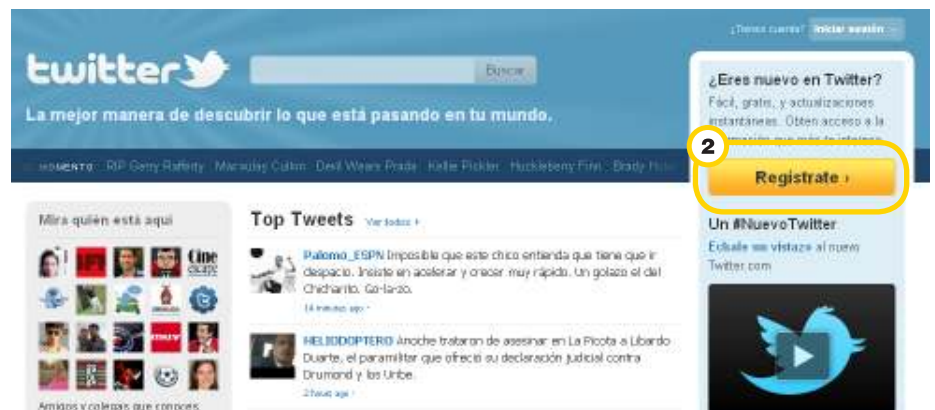 ¿Tienes cuenta? Iniciar sesión
twitter
Buscar
La mejor manera de descubrir lo que está pasando en tu mundo.
¿Eres nuevo en Twitter?
Fácil, gratis, y actualizaciones
instantáneas. Obten acceso a la
2
Regístrate ›
MOMENTO RIP Gerry Rafferty Macaulay Culkin Devil Wears Prada Kellie Pickler Huckleberry Finn Brady
Mira quién está aquí
Cine
Top Tweets Ver todos ›
Palomo_ESPN Imposible que este chico entienda que tiene que ir
despacio. Insiste en acelerar y crecer muy rápido. Un golazo el del
Chicharito. Go-la-zo.
14 minutes ago
HELIODOPTERO Anoche trataron de asesinar en La Picota a Libardo
Duarte, el paramilitar que ofreció su declaración judicial contra
Drumond y los Uribe.
2 hours ago
Amigos y colegas que conoces
Un #NuevoTwitter
Echale un vistazo al nuevo
Twitter.com